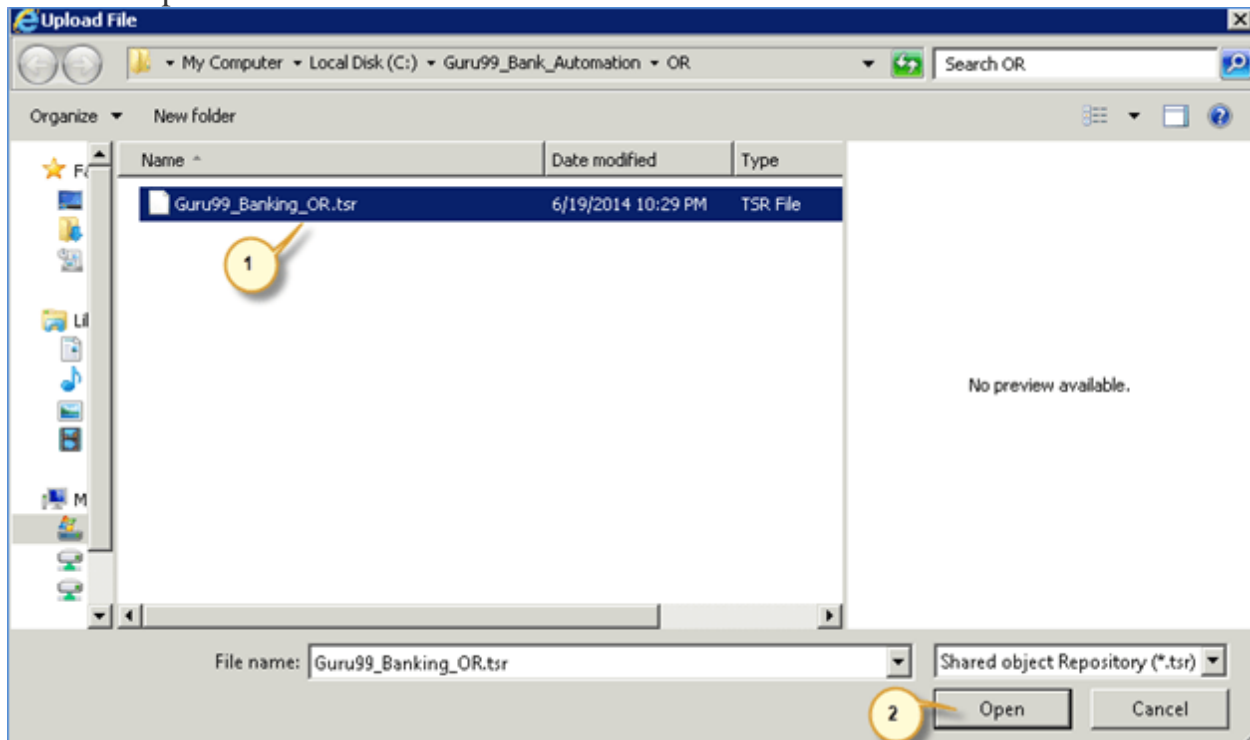 Upload File
My Computer Local Disk (C:) Guru99_Bank_Automation OR
Search OR
Organize New folder
Name Date modified Type
Guru99_Banking_OR.tsr 6/19/2014 10:29 PM TSR File
1
No preview available.
M
File name: Guru99_Banking_OR.tsr Shared object Repository (*.tsr)
2 Open Cancel